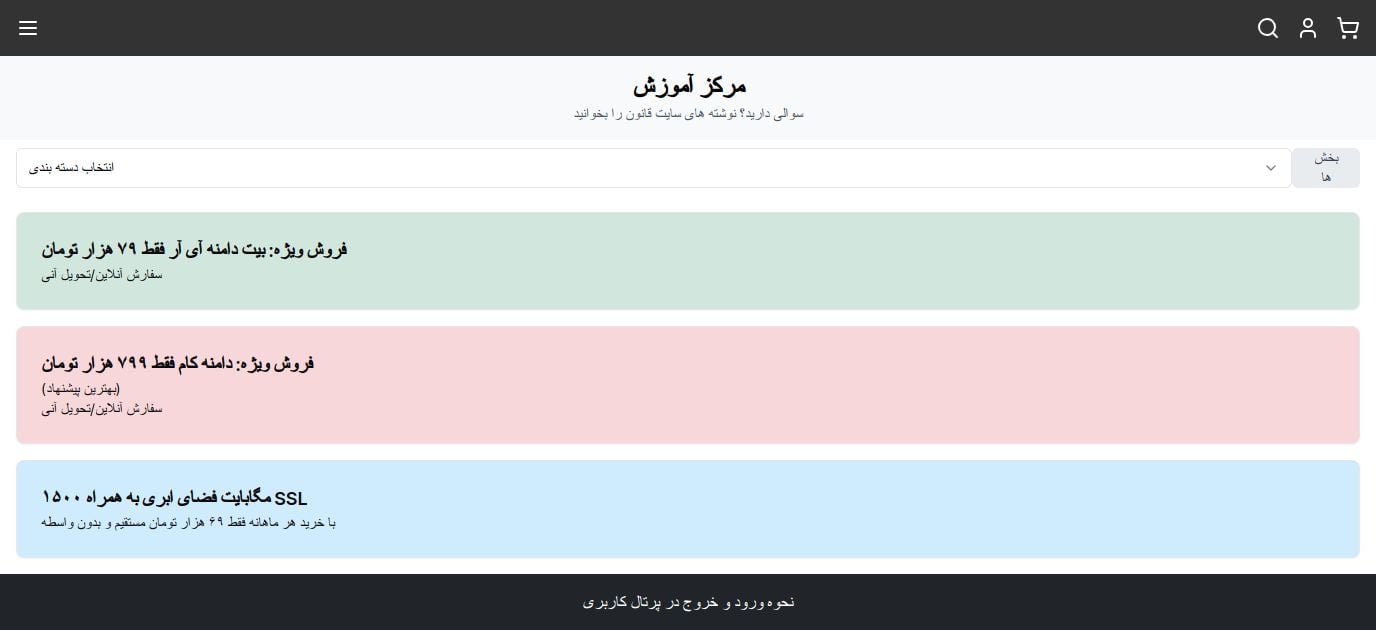 مرکز آموزش
سوالی دارید؟ نوشته های سایت قانون را بخوانید
بخش
ها
انتخاب دسته بندی
فروش ویژه: بیت دامنه آی آر فقط ۷۹ هزار تومان
سفارش آنلاین/تحویل آنی
فروش ویژه: دامنه کام فقط ۷۹۹ هزار تومان
(بهترین پیشنهاد)
سفارش آنلاین/تحویل آنی
SSL مگابایت فضای ابری به همراه ۱۵۰۰
با خرید هر ماهانه فقط ۶۹ هزار تومان مستقیم و بدون واسطه
نحوه ورود و خروج در پرتال کاربری